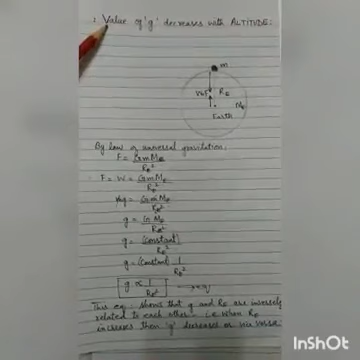 : Value of 'g' decreases with ALTITUDE:
m
W=F RE
ME
Earth
By law of universal gravitation.
F = GmME/RE²
F = W = GmME/RE²
mg = GmME/RE²
g = GME/RE²
g = (constant)/RE²
g = (constant) 1/RE²
g ∝ 1/RE²
This eq: shows that g and RE are inversely
related to each other i.e when RE
increases then 'g' decreases or vice versa.
InShOt